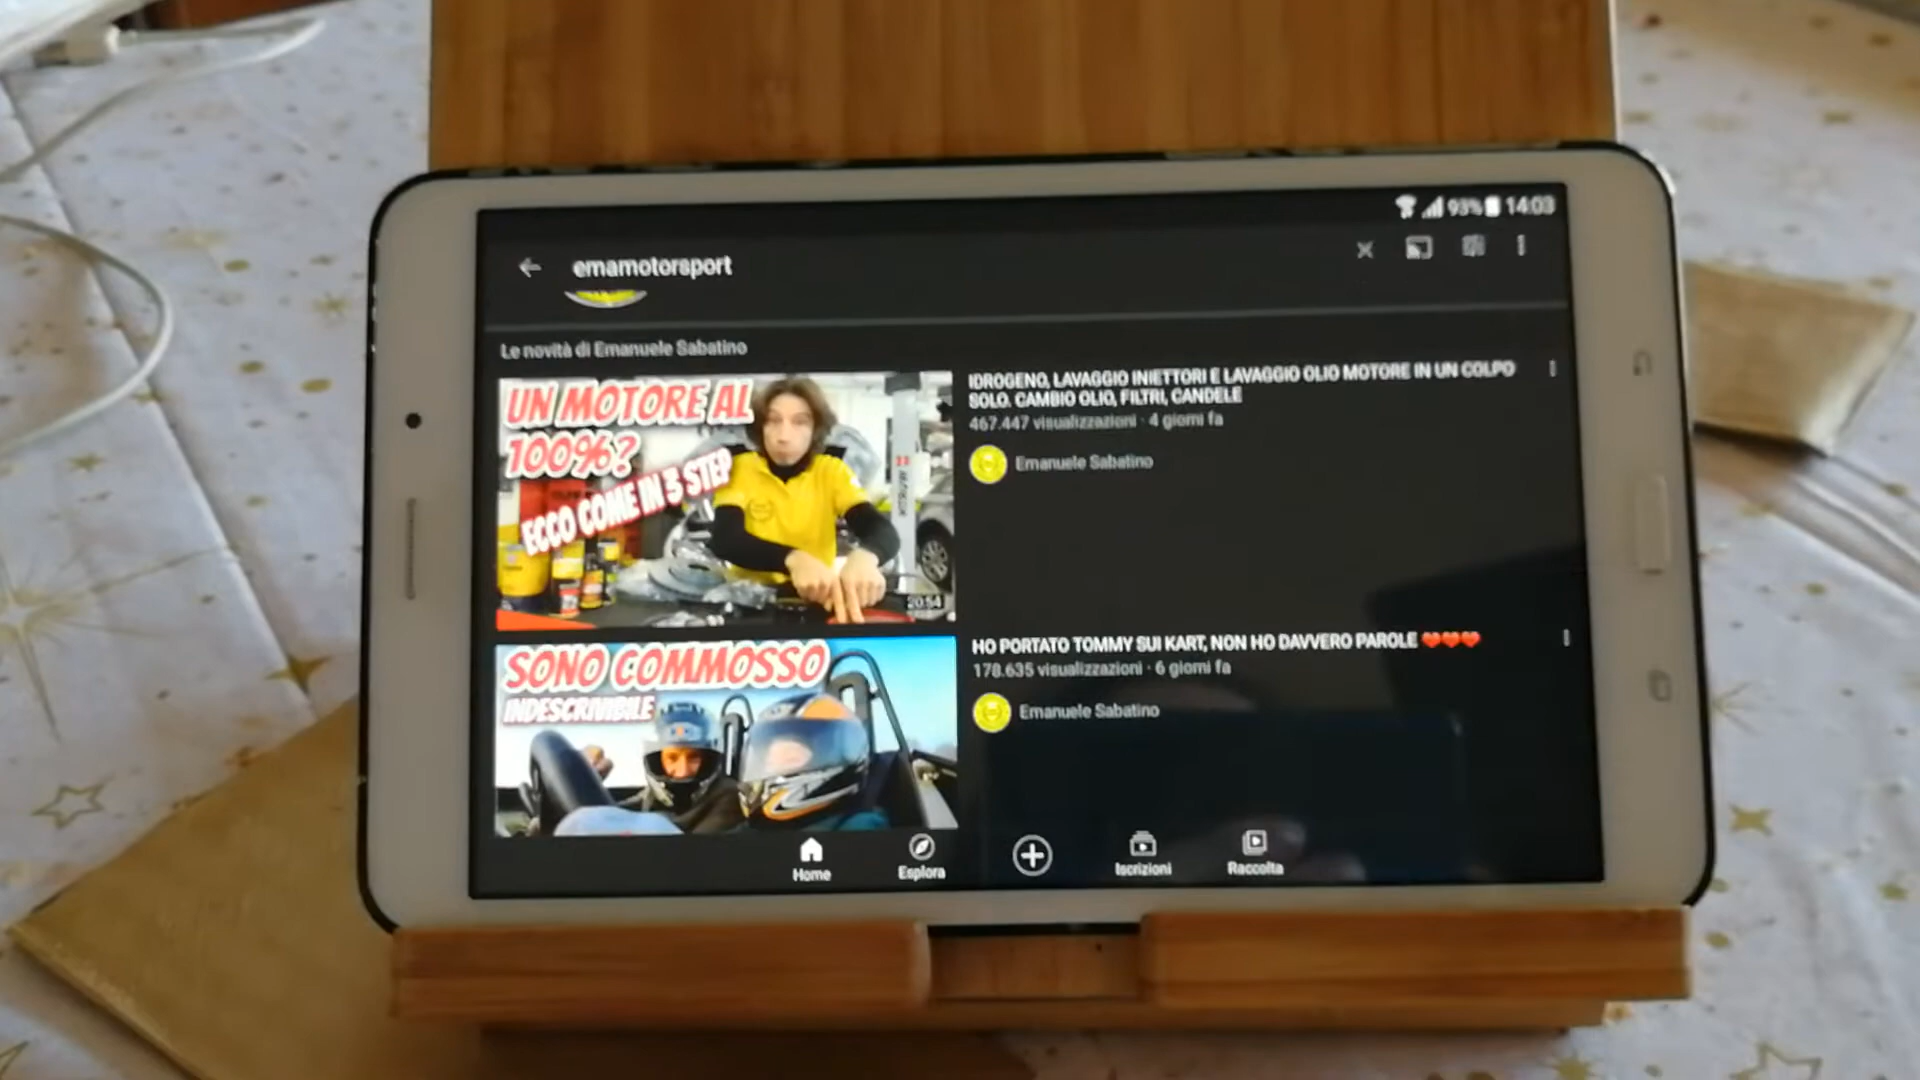 93% 14:03
emamotorsport
Le novità di Emanuele Sabatino
UN MOTORE AL
100%?
ECCO COME IN 3 STEP
20:54
IDROGENO, LAVAGGIO INIETTORI E LAVAGGIO OLIO MOTORE IN UN COLPO
SOLO. CAMBIO OLIO, FILTRI, CANDELE
467.447 visualizzazioni · 4 giorni fa
Emanuele Sabatino
SONO COMMOSSO
INDESCRIVIBILE
HO PORTATO TOMMY SUI KART, NON HO DAVVERO PAROLE ❤❤❤
178.635 visualizzazioni · 6 giorni fa
Emanuele Sabatino
Home
Esplora
Iscrizioni
Raccolta